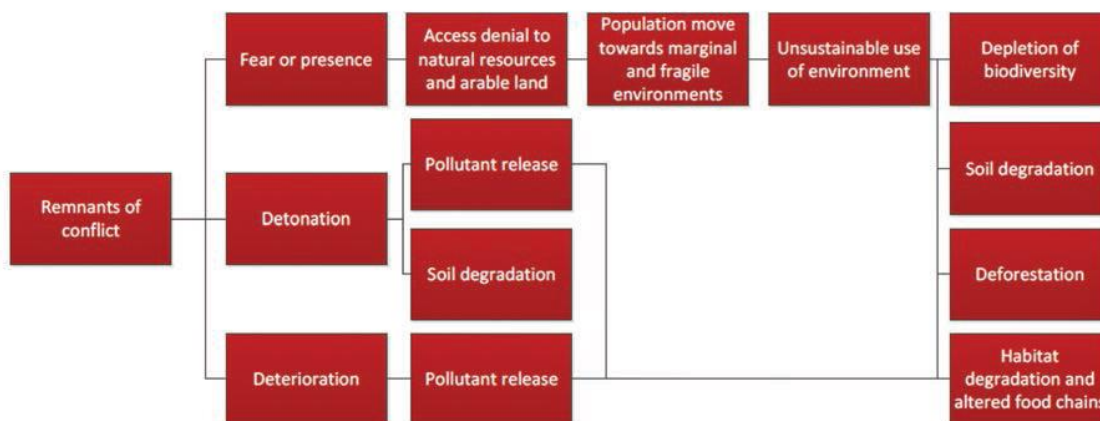 Fear or presence
Access denial to
natural resources
and arable land
Population move
towards marginal
and fragile
environments
Unsustainable use
of environment
Depletion of
biodiversity
Remnants of
conflict
Detonation
Pollutant release
Soil degradation
Soil degradation
Deforestation
Deterioration
Pollutant release
Habitat
degradation and
altered food chains